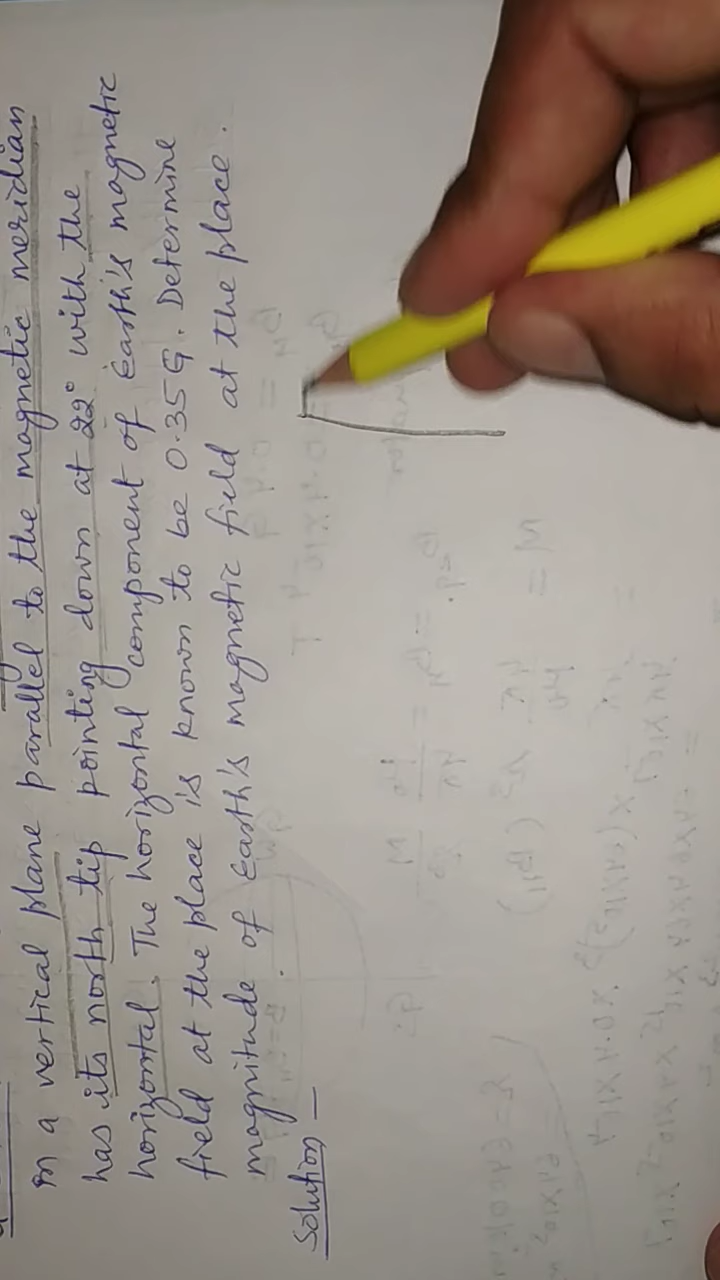 in a vertical plane parallel to the magnetic meridian
has its north tip pointing down at 22° with the
horizontal. The horizontal component of Earth's magnetic
field at the place is known to be 0.35G. Determine
magnitude of Earth's magnetic field at the place.
Solution -